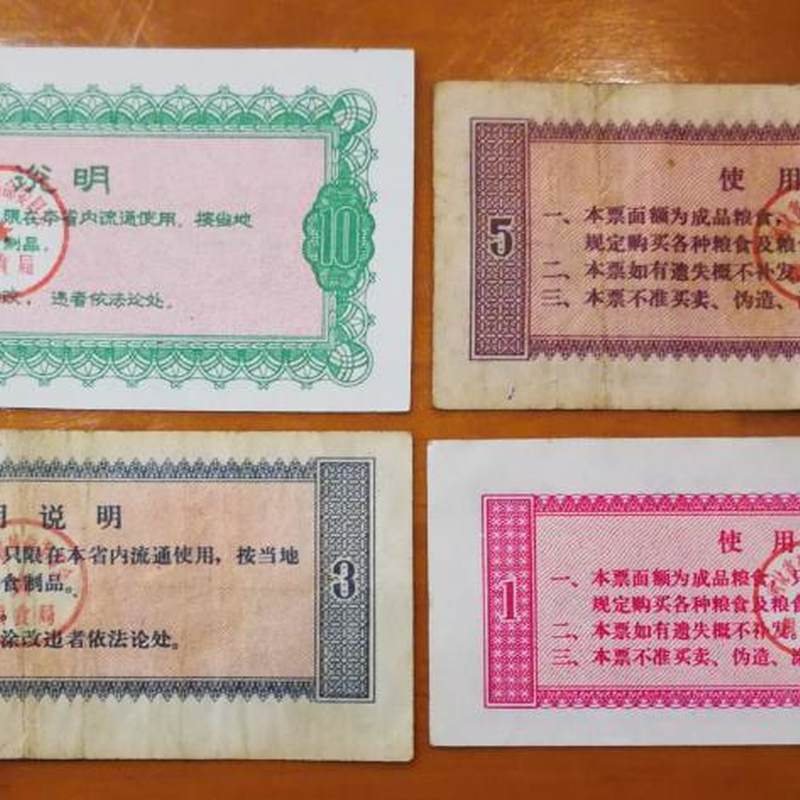 说明
限在本省内流通使用，按当地
制品。
改，违者依法论处。
10
使用
5
一、本票面额为成品粮食，
规定购买各种粮食及粮
二、本票如有遗失概不补发。
三、本票不准买卖、伪造、
用说明
只限在本省内流通使用，按当地
食制品。
涂改违者依法论处。
食局
3
使用
1
一、本票面额为成品粮食，只
规定购买各种粮食及粮食
二、本票如有遗失概不补发。
三、本票不准买卖、伪造、涂